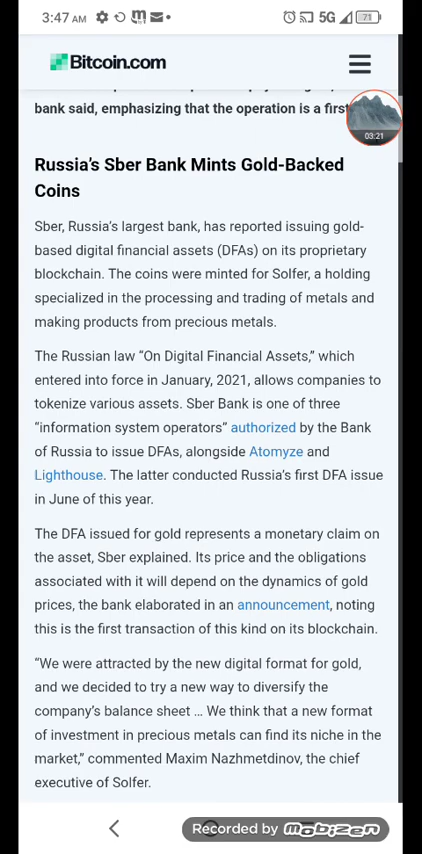 3:47 AM
5G
71
Bitcoin.com
bank said, emphasizing that the operation is a first
03:21
Russia's Sber Bank Mints Gold-Backed
Coins
Sber, Russia's largest bank, has reported issuing gold-
based digital financial assets (DFAs) on its proprietary
blockchain. The coins were minted for Solfer, a holding
specialized in the processing and trading of metals and
making products from precious metals.
The Russian law “On Digital Financial Assets,” which
entered into force in January, 2021, allows companies to
tokenize various assets. Sber Bank is one of three
“information system operators” authorized by the Bank
of Russia to issue DFAs, alongside Atomyze and
Lighthouse. The latter conducted Russia's first DFA issue
in June of this year.
The DFA issued for gold represents a monetary claim on
the asset, Sber explained. Its price and the obligations
associated with it will depend on the dynamics of gold
prices, the bank elaborated in an announcement, noting
this is the first transaction of this kind on its blockchain.
“We were attracted by the new digital format for gold,
and we decided to try a new way to diversify the
company's balance sheet … We think that a new format
of investment in precious metals can find its niche in the
market,” commented Maxim Nazhmetdinov, the chief
executive of Solfer.
Recorded by mobizen